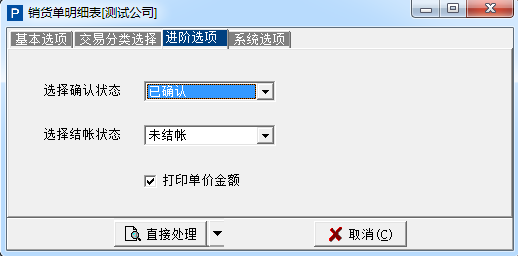 P 销货单明细表[测试公司]
基本选项 交易分类选择 进阶选项 系统选项
选择确认状态 已确认
选择结帐状态 未结帐
打印单价金额
直接处理 取消(C)